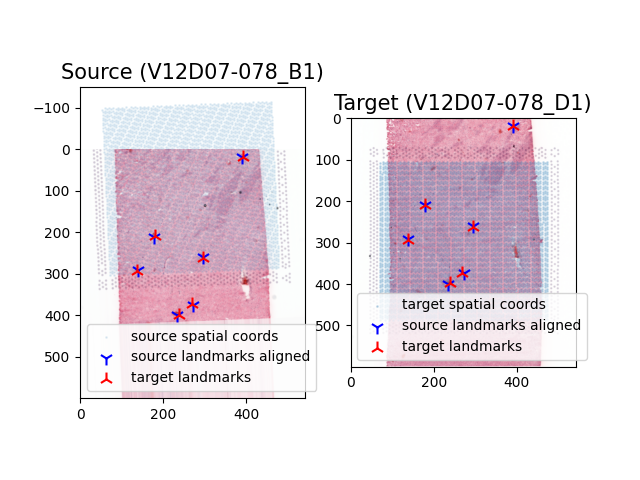 Source (V12D07-078_B1)
−100
0
100
200
300
400
500
0
200
400
source spatial coords
source landmarks aligned
target landmarks
Target (V12D07-078_D1)
0
100
200
300
400
500
0
200
400
target spatial coords
source landmarks aligned
target landmarks